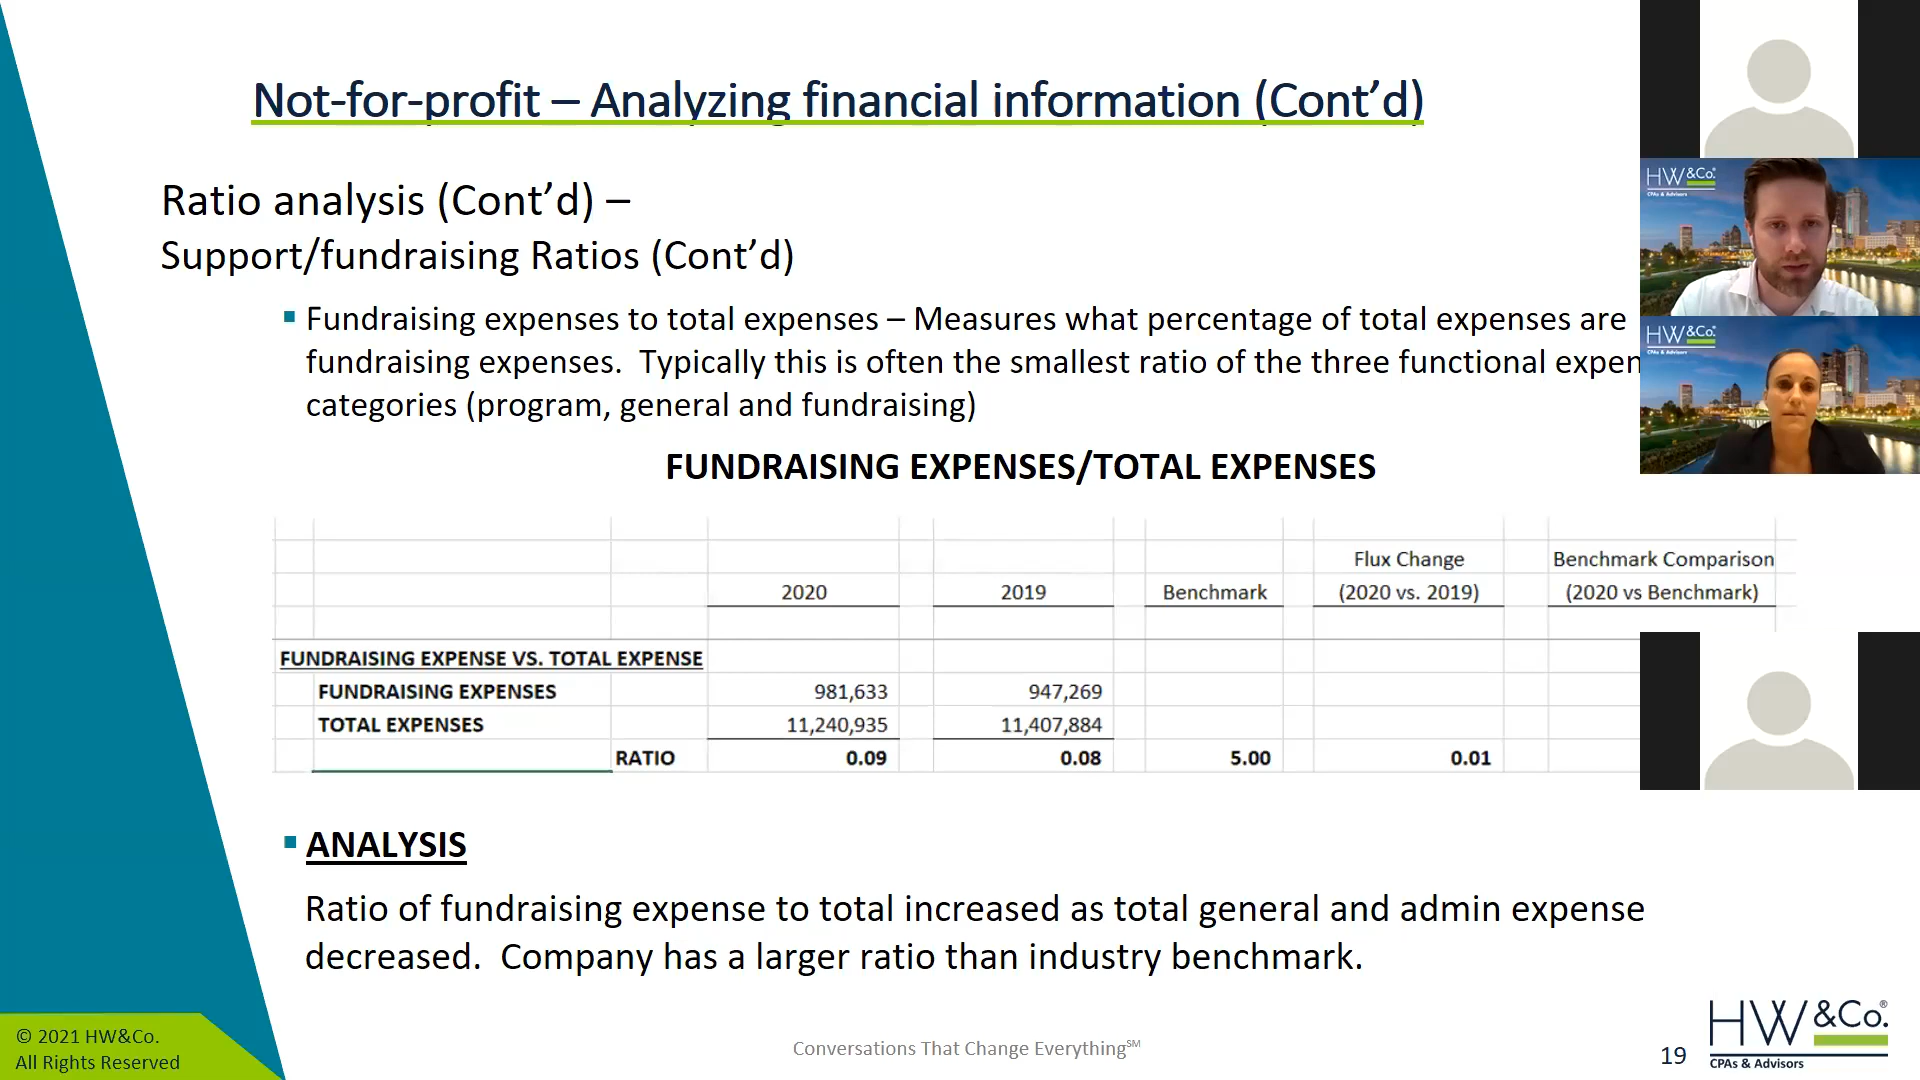 Not-for-profit – Analyzing financial information (Cont’d)
Ratio analysis (Cont’d) –
Support/fundraising Ratios (Cont’d)
▪ Fundraising expenses to total expenses – Measures what percentage of total expenses are
fundraising expenses.  Typically this is often the smallest ratio of the three functional expen
categories (program, general and fundraising)
FUNDRAISING EXPENSES/TOTAL EXPENSES
Flux Change Benchmark Comparison
2020 2019 Benchmark (2020 vs. 2019) (2020 vs Benchmark)
FUNDRAISING EXPENSE VS. TOTAL EXPENSE
FUNDRAISING EXPENSES 981,633 947,269
TOTAL EXPENSES 11,240,935 11,407,884
RATIO 0.09 0.08 5.00 0.01
▪ ANALYSIS
Ratio of fundraising expense to total increased as total general and admin expense
decreased.  Company has a larger ratio than industry benchmark.
© 2021 HW&Co.
All Rights Reserved
Conversations That Change Everything℠
19
HW&Co.®
CPAs & Advisors
HW&Co.®
CPAs & Advisors
HW&Co.®
CPAs & Advisors